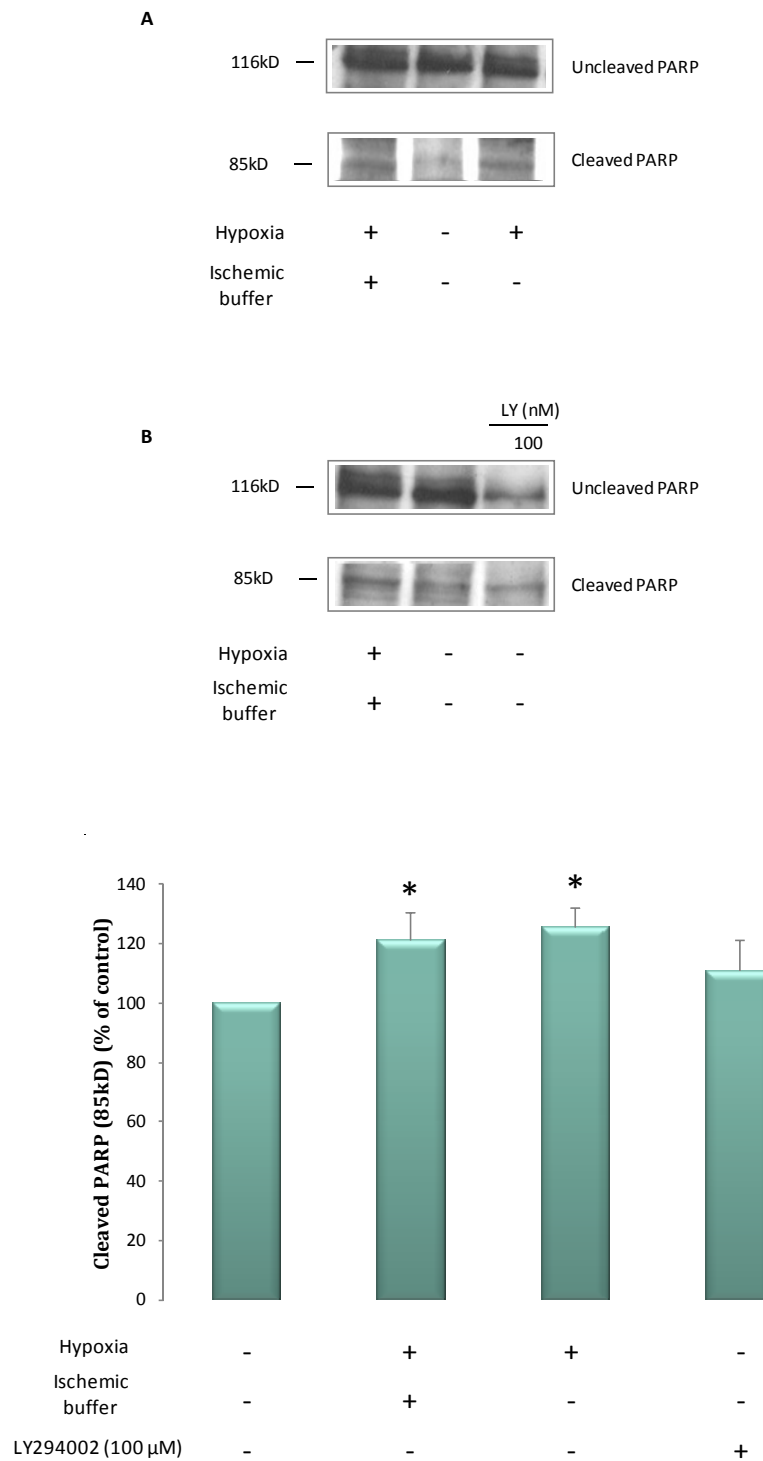 A
116kD
Uncleaved PARP
85kD
Cleaved PARP
Hypoxia + - +
Ischemic
buffer + - -
LY (nM)
B
100
116kD
Uncleaved PARP
85kD
Cleaved PARP
Hypoxia + - -
Ischemic
buffer + - -
Cleaved PARP (85kD) (% of control)
140
120
100
80
60
40
20
0
* *
Hypoxia - + + -
Ischemic
buffer - + - -
LY294002 (100 µM) - - - +